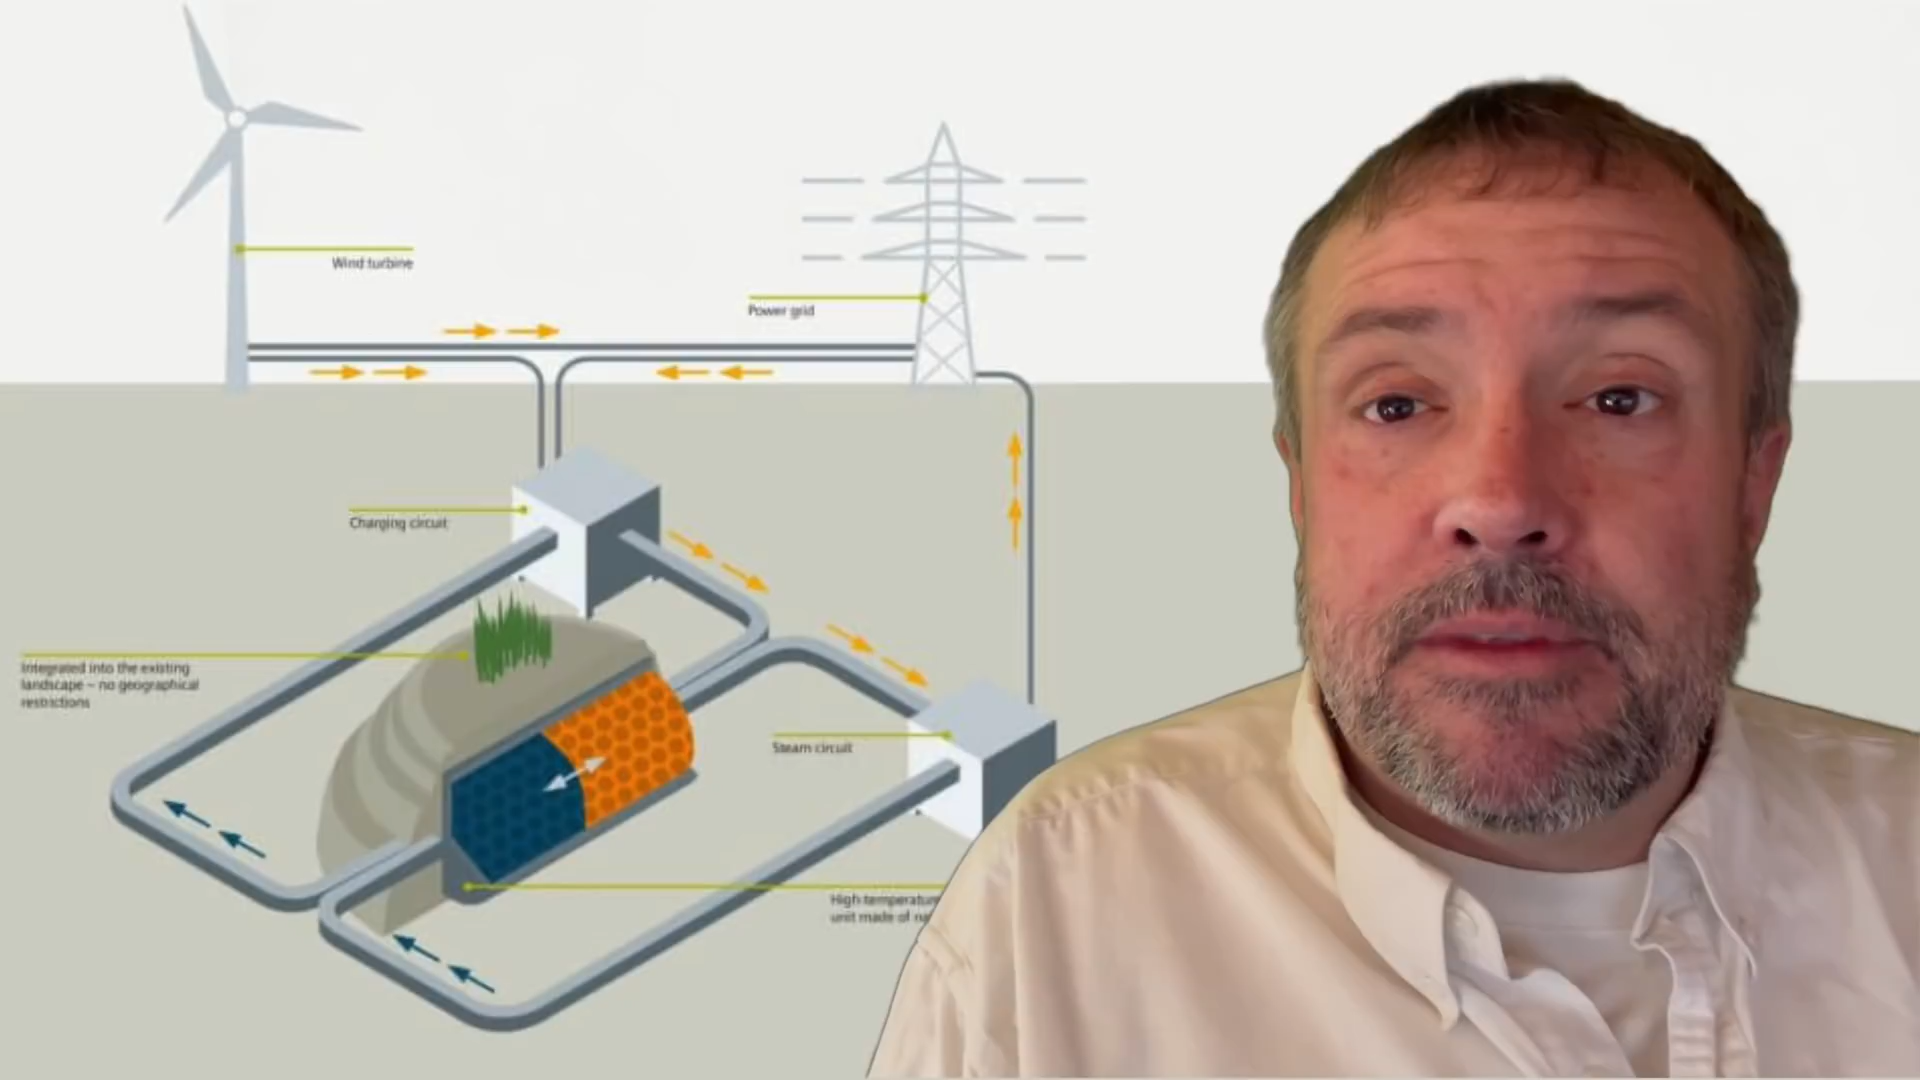 Wind turbine
Power grid
Charging circuit
Integrated into the existing
landscape – no geographical
restrictions
Steam circuit
High-temperature
unit made of